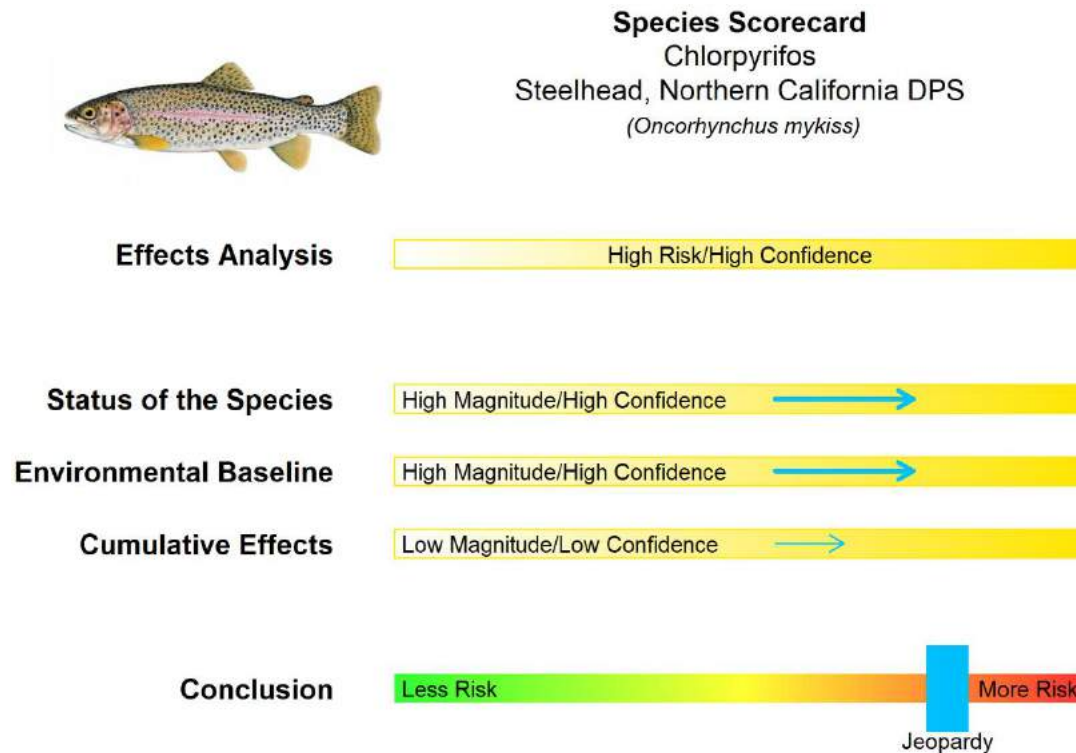 Species Scorecard
Chlorpyrifos
Steelhead, Northern California DPS
(Oncorhynchus mykiss)
Effects Analysis
High Risk/High Confidence
Status of the Species
High Magnitude/High Confidence
Environmental Baseline
High Magnitude/High Confidence
Cumulative Effects
Low Magnitude/Low Confidence
Conclusion
Less Risk
More Risk
Jeopardy